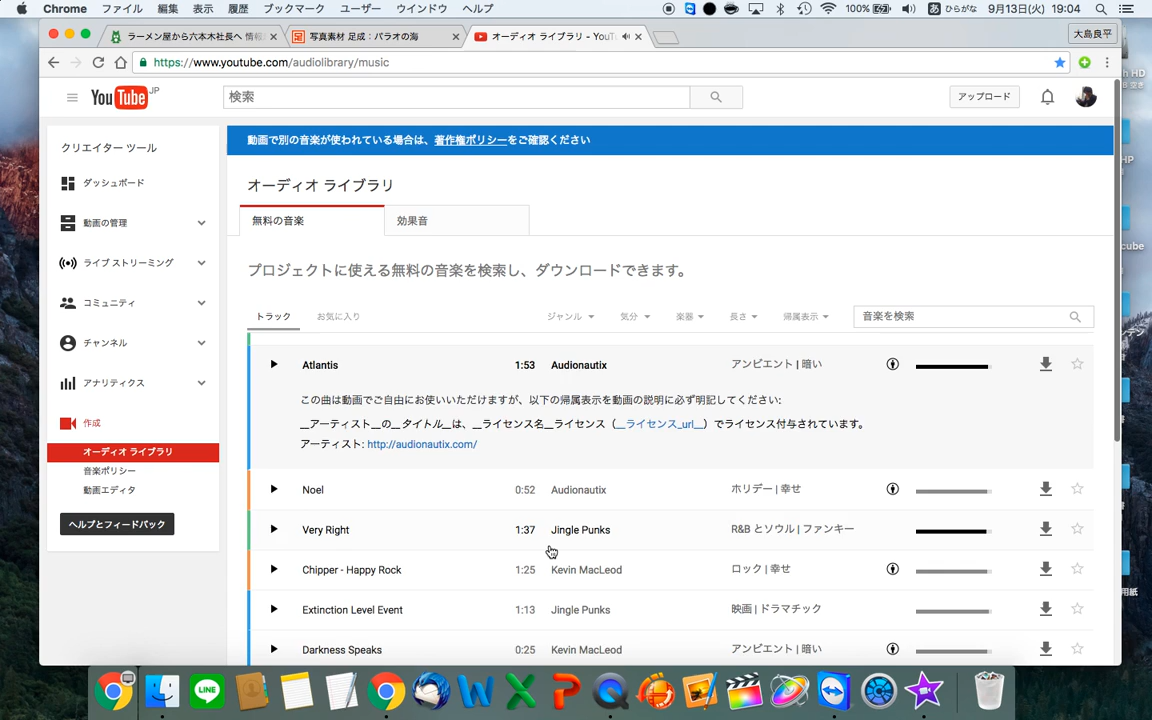 Chrome ファイル 編集 表示 履歴 ブックマーク ユーザー ウインドウ ヘルプ 100% あ ひらがな 9月13日(火) 19:04
ラーメン屋から六本木社長へ 情報 写真素材 足成：パラオの海 オーディオ ライブラリ - YouTu 大島良平
https://www.youtube.com/audiolibrary/music
YouTube JP 検索 アップロード
クリエイター ツール
ダッシュボード
動画の管理
ライブ ストリーミング
コミュニティ
チャンネル
アナリティクス
作成
オーディオ ライブラリ
音楽ポリシー
動画エディタ
ヘルプとフィードバック
動画で別の音楽が使われている場合は、著作権ポリシーをご確認ください
オーディオ ライブラリ
無料の音楽 効果音
プロジェクトに使える無料の音楽を検索し、ダウンロードできます。
トラック お気に入り ジャンル 気分 楽器 長さ 帰属表示 音楽を検索
Atlantis 1:53 Audionautix アンビエント | 暗い
この曲は動画でご自由にお使いいただけますが、以下の帰属表示を動画の説明に必ず明記してください:
__アーティスト__の_タイトル_は、__ライセンス名__ライセンス（__ライセンス_url__）でライセンス付与されています。
アーティスト: http://audionautix.com/
Noel 0:52 Audionautix ホリデー | 幸せ
Very Right 1:37 Jingle Punks R&B とソウル | ファンキー
Chipper - Happy Rock 1:25 Kevin MacLeod ロック | 幸せ
Extinction Level Event 1:13 Jingle Punks 映画 | ドラマチック
Darkness Speaks 0:25 Kevin MacLeod アンビエント | 暗い
HP
cube
用紙
LINE